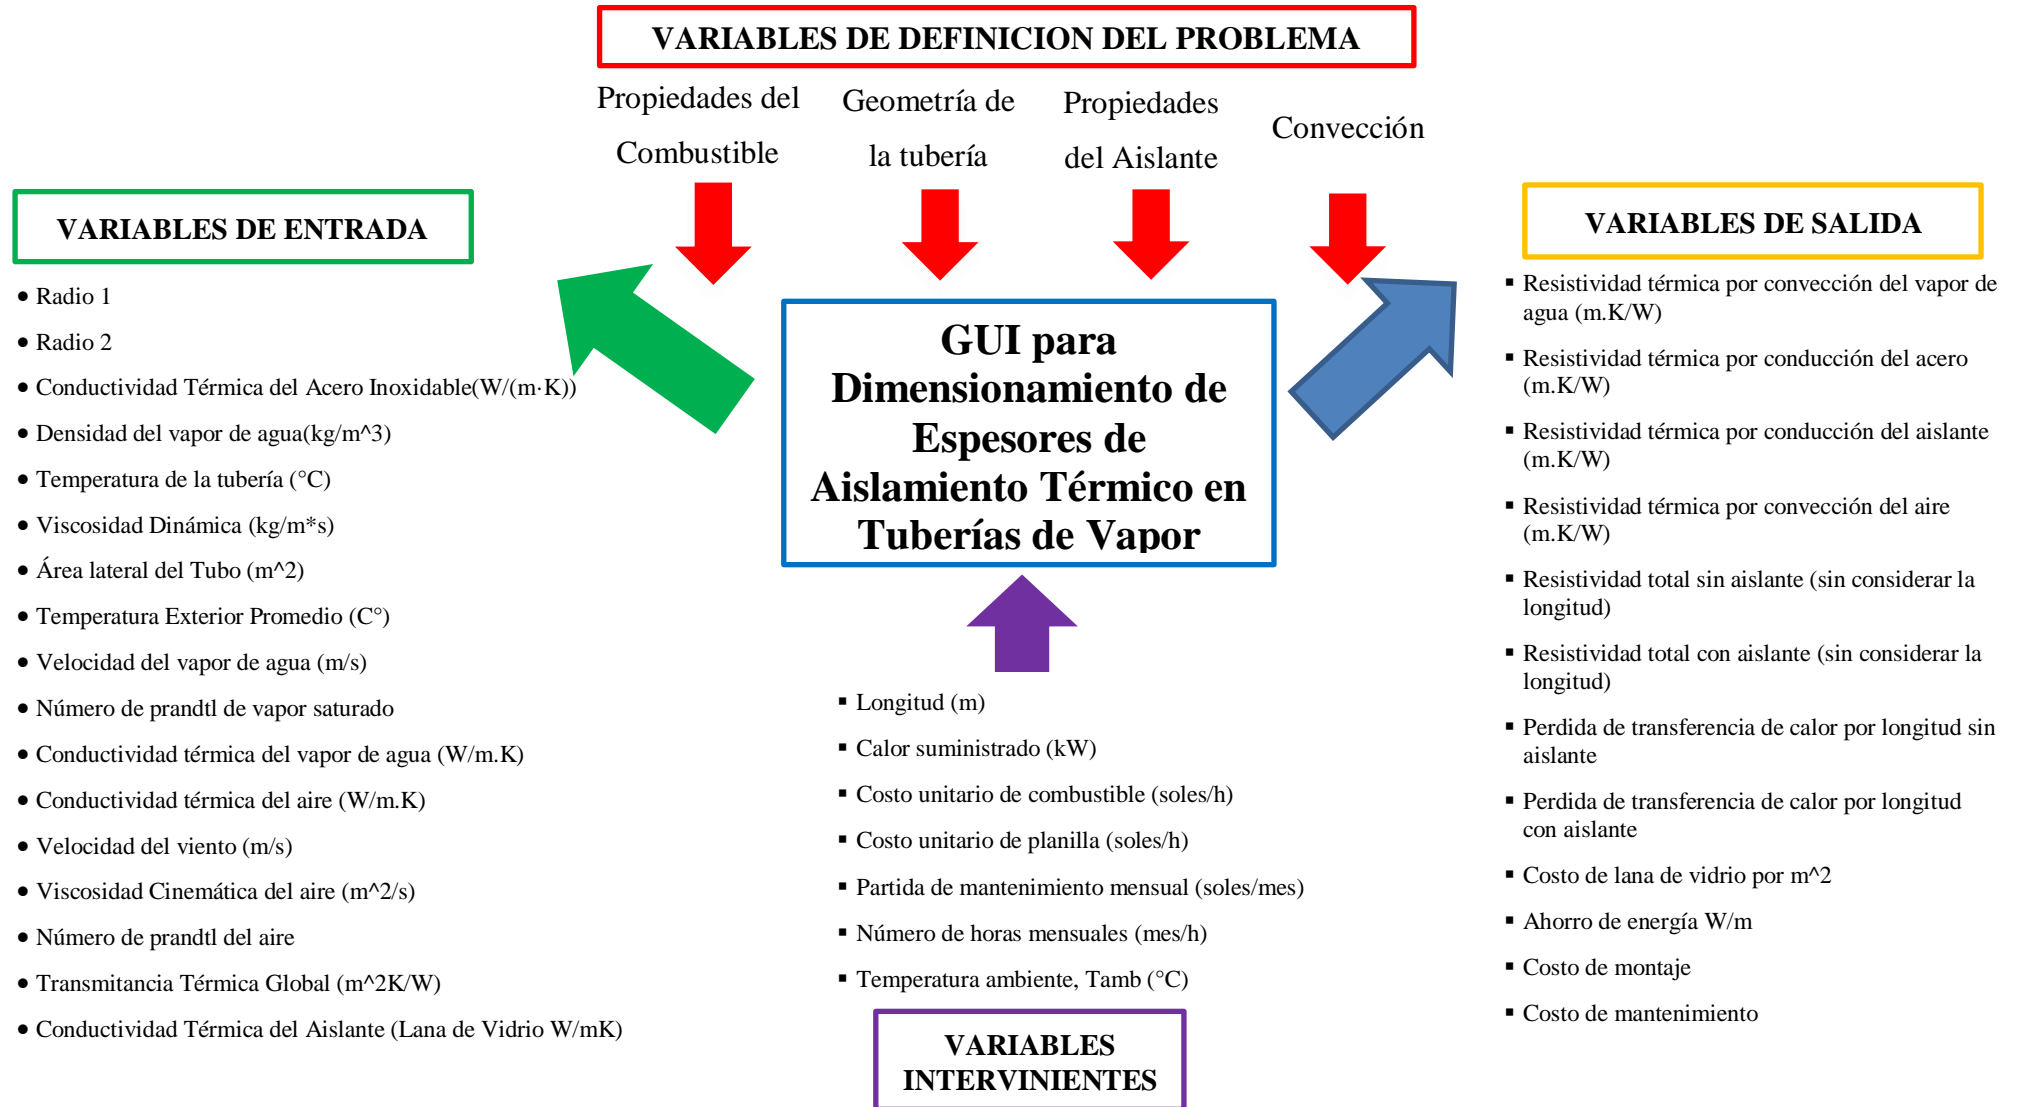 VARIABLES DE DEFINICION DEL PROBLEMA
Propiedades del
Combustible
Geometría de
la tubería
Propiedades
del Aislante
Convección
VARIABLES DE ENTRADA
• Radio 1
• Radio 2
• Conductividad Térmica del Acero Inoxidable(W/(m·K))
• Densidad del vapor de agua(kg/m^3)
• Temperatura de la tubería (°C)
• Viscosidad Dinámica (kg/m*s)
• Área lateral del Tubo (m^2)
• Temperatura Exterior Promedio (C°)
• Velocidad del vapor de agua (m/s)
• Número de prandtl de vapor saturado
• Conductividad térmica del vapor de agua (W/m.K)
• Conductividad térmica del aire (W/m.K)
• Velocidad del viento (m/s)
• Viscosidad Cinemática del aire (m^2/s)
• Número de prandtl del aire
• Transmitancia Térmica Global (m^2K/W)
• Conductividad Térmica del Aislante (Lana de Vidrio W/mK)
GUI para
Dimensionamiento de
Espesores de
Aislamiento Térmico en
Tuberías de Vapor
▪ Longitud (m)
▪ Calor suministrado (kW)
▪ Costo unitario de combustible (soles/h)
▪ Costo unitario de planilla (soles/h)
▪ Partida de mantenimiento mensual (soles/mes)
▪ Número de horas mensuales (mes/h)
▪ Temperatura ambiente, Tamb (°C)
VARIABLES
INTERVINIENTES
VARIABLES DE SALIDA
▪ Resistividad térmica por convección del vapor de
agua (m.K/W)
▪ Resistividad térmica por conducción del acero
(m.K/W)
▪ Resistividad térmica por conducción del aislante
(m.K/W)
▪ Resistividad térmica por convección del aire
(m.K/W)
▪ Resistividad total sin aislante (sin considerar la
longitud)
▪ Resistividad total con aislante (sin considerar la
longitud)
▪ Perdida de transferencia de calor por longitud sin
aislante
▪ Perdida de transferencia de calor por longitud
con aislante
▪ Costo de lana de vidrio por m^2
▪ Ahorro de energía W/m
▪ Costo de montaje
▪ Costo de mantenimiento